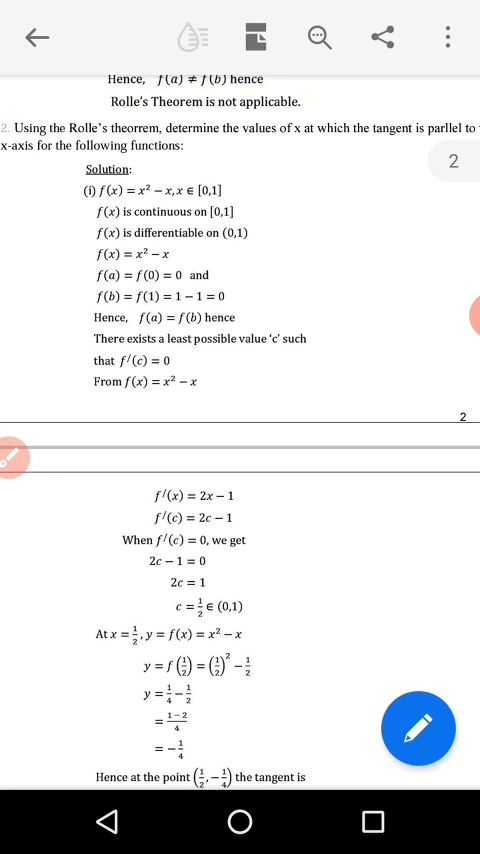 Hence, f(a) ≠ f(b) hence
Rolle's Theorem is not applicable.
2. Using the Rolle's theorrem, determine the values of x at which the tangent is parllel to
x-axis for the following functions:
2
Solution:
(i) f(x) = x² − x, x ∈ [0,1]
f(x) is continuous on [0,1]
f(x) is differentiable on (0,1)
f(x) = x² − x
f(a) = f(0) = 0 and
f(b) = f(1) = 1 − 1 = 0
Hence, f(a) = f(b) hence
There exists a least possible value 'c' such
that f′(c) = 0
From f(x) = x² − x
2
f′(x) = 2x − 1
f′(c) = 2c − 1
When f′(c) = 0, we get
2c − 1 = 0
2c = 1
c = 1/2 ∈ (0,1)
At x = 1/2, y = f(x) = x² − x
y = f(1/2) = (1/2)² − 1/2
y = 1/4 − 1/2
= (1−2)/4
= −1/4
Hence at the point (1/2, −1/4) the tangent is